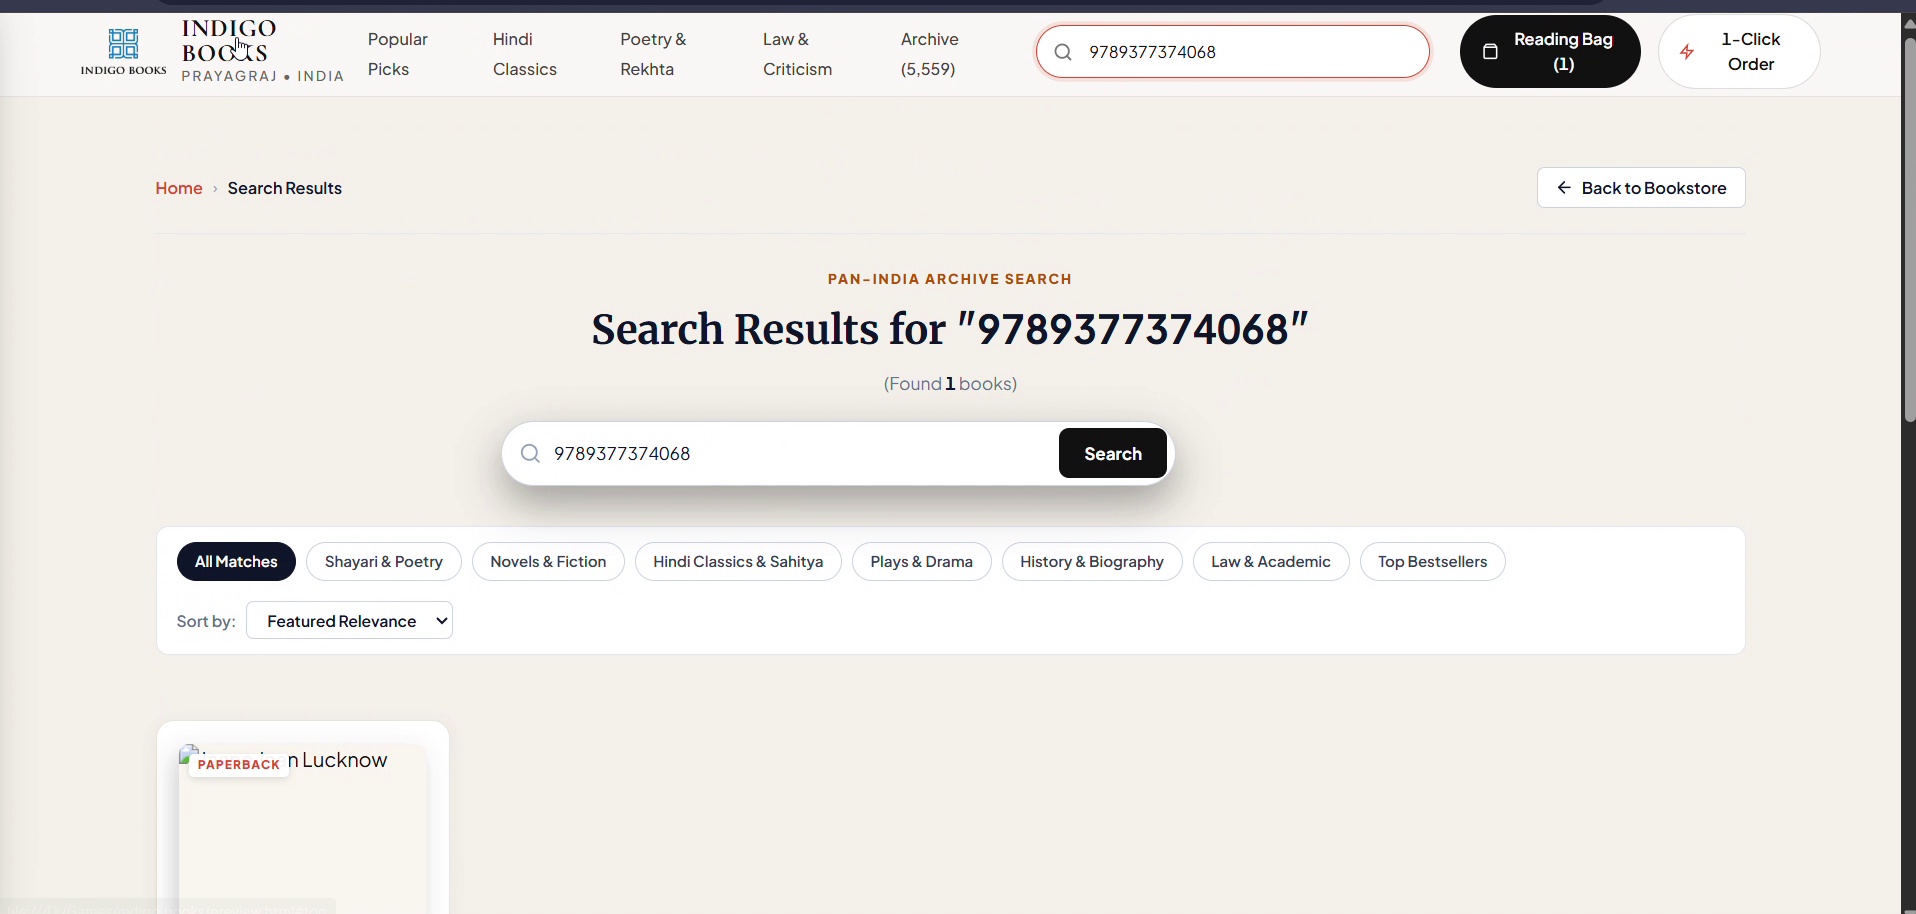 INDIGO BOOKS
INDIGO
BOOKS
PRAYAGRAJ • INDIA
Popular
Picks
Hindi
Classics
Poetry &
Rekhta
Law &
Criticism
Archive
(5,559)
9789377374068
Reading Bag
(1)
1-Click
Order
Home › Search Results
Back to Bookstore
PAN-INDIA ARCHIVE SEARCH
Search Results for "9789377374068"
(Found 1 books)
9789377374068
Search
All Matches
Shayari & Poetry
Novels & Fiction
Hindi Classics & Sahitya
Plays & Drama
History & Biography
Law & Academic
Top Bestsellers
Sort by:
Featured Relevance
Lucknow
PAPERBACK